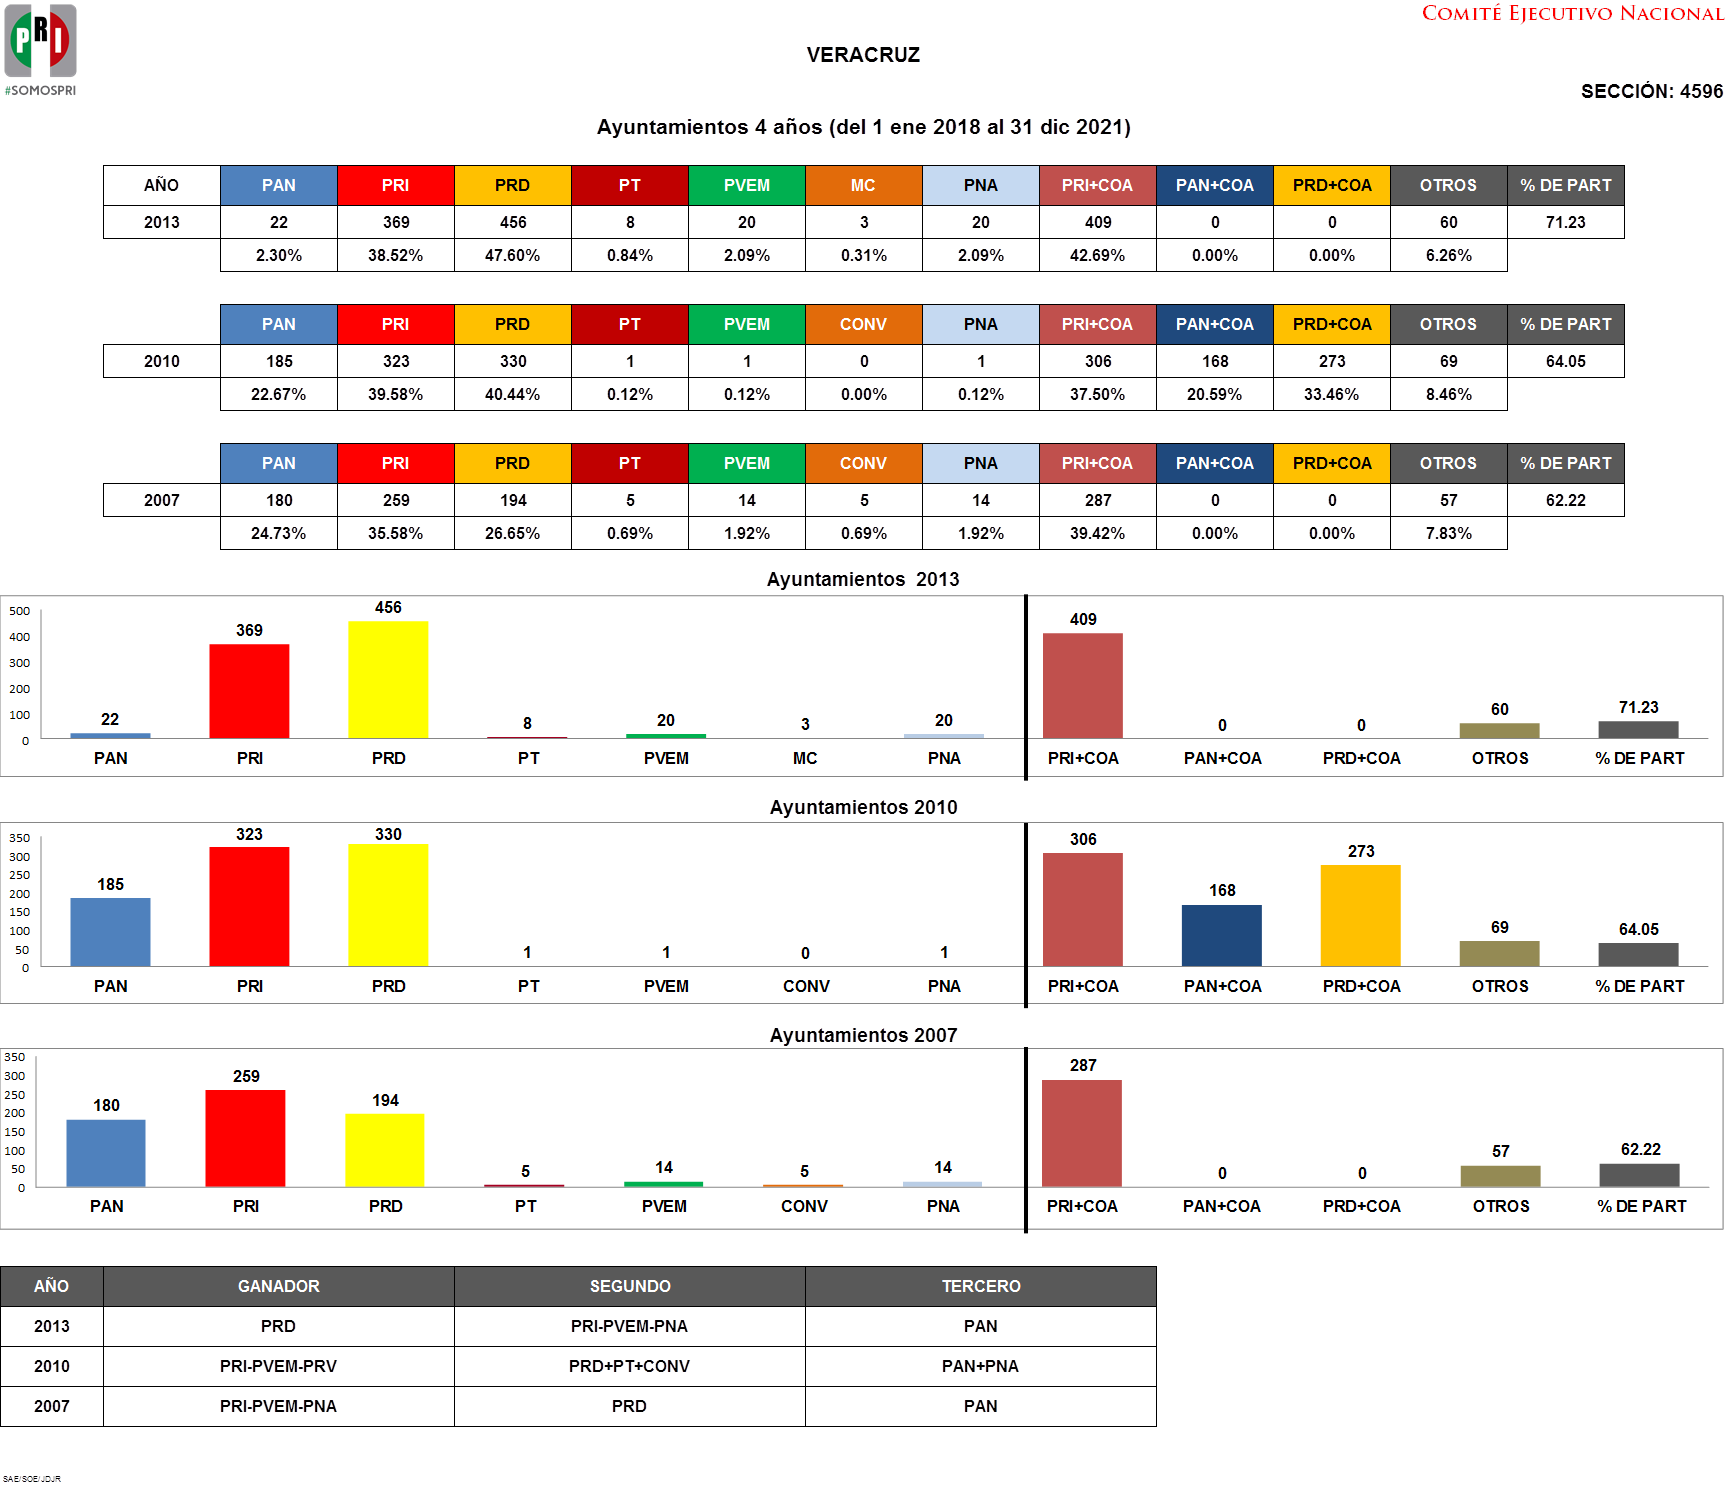 COMITÉ EJECUTIVO NACIONAL
PRI
#SOMOSPRI
VERACRUZ
SECCIÓN: 4596
Ayuntamientos 4 años (del 1 ene 2018 al 31 dic 2021)
AÑO PAN PRI PRD PT PVEM MC PNA PRI+COA PAN+COA PRD+COA OTROS % DE PART
2013 22 369 456 8 20 3 20 409 0 0 60 71.23
2.30% 38.52% 47.60% 0.84% 2.09% 0.31% 2.09% 42.69% 0.00% 0.00% 6.26%
PAN PRI PRD PT PVEM CONV PNA PRI+COA PAN+COA PRD+COA OTROS % DE PART
2010 185 323 330 1 1 0 1 306 168 273 69 64.05
22.67% 39.58% 40.44% 0.12% 0.12% 0.00% 0.12% 37.50% 20.59% 33.46% 8.46%
PAN PRI PRD PT PVEM CONV PNA PRI+COA PAN+COA PRD+COA OTROS % DE PART
2007 180 259 194 5 14 5 14 287 0 0 57 62.22
24.73% 35.58% 26.65% 0.69% 1.92% 0.69% 1.92% 39.42% 0.00% 0.00% 7.83%
Ayuntamientos 2013
500
400
300
200
100
0
22 369 456 8 20 3 20 409 0 0 60 71.23
PAN PRI PRD PT PVEM MC PNA PRI+COA PAN+COA PRD+COA OTROS % DE PART
Ayuntamientos 2010
350
300
250
200
150
100
50
0
185 323 330 1 1 0 1 306 168 273 69 64.05
PAN PRI PRD PT PVEM CONV PNA PRI+COA PAN+COA PRD+COA OTROS % DE PART
Ayuntamientos 2007
350
300
250
200
150
100
50
0
180 259 194 5 14 5 14 287 0 0 57 62.22
PAN PRI PRD PT PVEM CONV PNA PRI+COA PAN+COA PRD+COA OTROS % DE PART
AÑO GANADOR SEGUNDO TERCERO
2013 PRD PRI-PVEM-PNA PAN
2010 PRI-PVEM-PRV PRD+PT+CONV PAN+PNA
2007 PRI-PVEM-PNA PRD PAN
SAE/SOE/JDJR